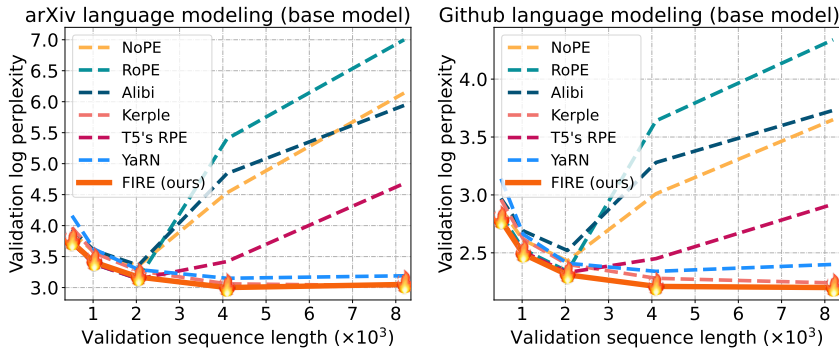 arXiv language modeling (base model)
Validation log perplexity
7.0
6.5
6.0
5.5
5.0
4.5
4.0
3.5
3.0
NoPE
RoPE
Alibi
Kerple
T5's RPE
YaRN
FIRE (ours)
1 2 3 4 5 6 7 8
Validation sequence length (×10³)
Github language modeling (base model)
Validation log perplexity
4.0
3.5
3.0
2.5
NoPE
RoPE
Alibi
Kerple
T5's RPE
YaRN
FIRE (ours)
1 2 3 4 5 6 7 8
Validation sequence length (×10³)